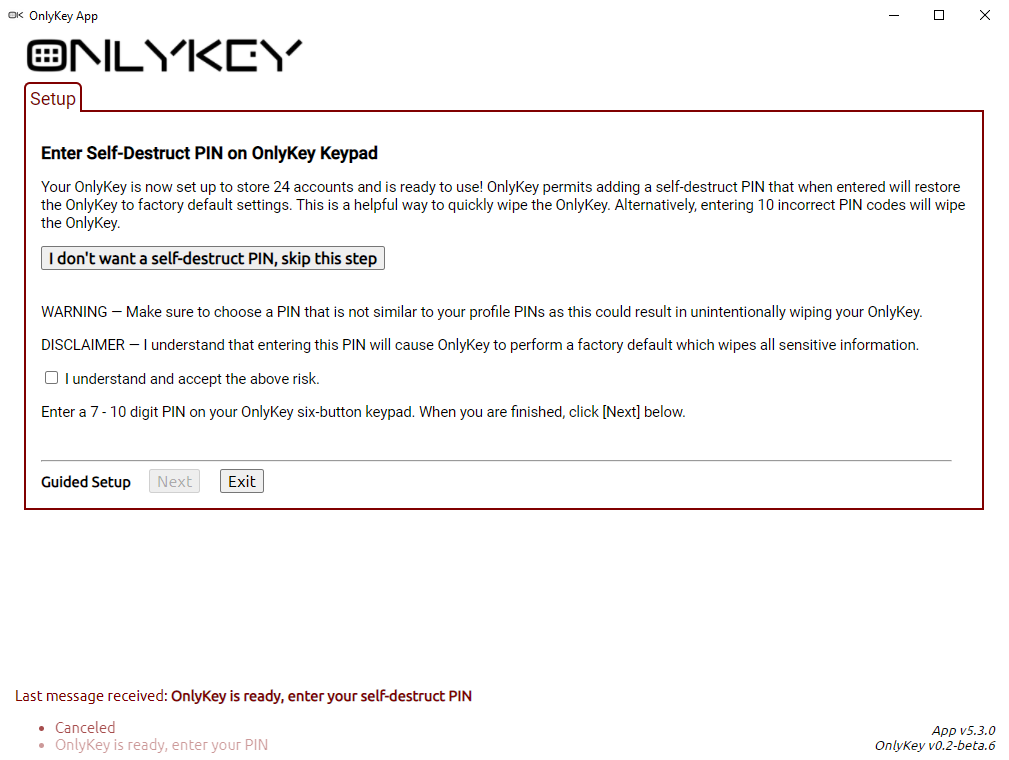 OnlyKey App
ONLYKEY
Setup
Enter Self-Destruct PIN on OnlyKey Keypad
Your OnlyKey is now set up to store 24 accounts and is ready to use! OnlyKey permits adding a self-destruct PIN that when entered will restore
the OnlyKey to factory default settings. This is a helpful way to quickly wipe the OnlyKey. Alternatively, entering 10 incorrect PIN codes will wipe
the OnlyKey.
I don't want a self-destruct PIN, skip this step
WARNING — Make sure to choose a PIN that is not similar to your profile PINs as this could result in unintentionally wiping your OnlyKey.
DISCLAIMER — I understand that entering this PIN will cause OnlyKey to perform a factory default which wipes all sensitive information.
I understand and accept the above risk.
Enter a 7 - 10 digit PIN on your OnlyKey six-button keypad. When you are finished, click [Next] below.
Guided Setup Next Exit
Last message received: OnlyKey is ready, enter your self-destruct PIN
• Canceled
• OnlyKey is ready, enter your PIN
App v5.3.0
OnlyKey v0.2-beta.6